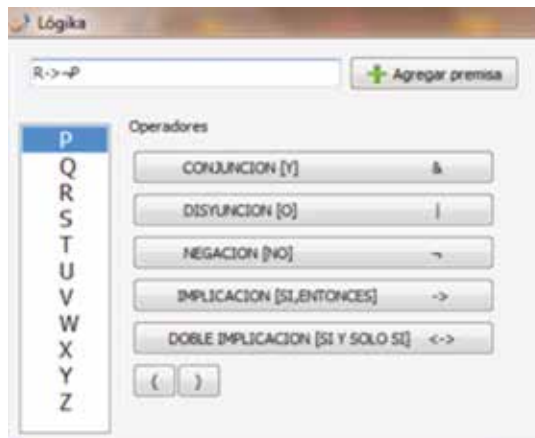 Lógika
R->¬P
Agregar premisa
Operadores
P
Q
R
S
T
U
V
W
X
Y
Z
CONJUNCION [Y] &
DISYUNCION [O] |
NEGACION [NO] ¬
IMPLICACION [SI,ENTONCES] ->
DOBLE IMPLICACION [SI Y SOLO SI] <->
( )